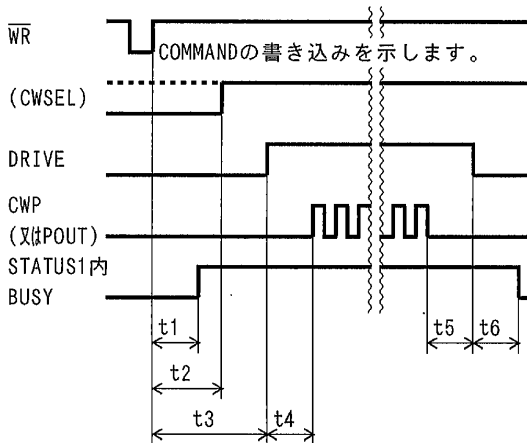 WR
COMMANDの書き込みを示します。
(CWSEL)
DRIVE
CWP
(又はPOUT)
STATUS1内
BUSY
t1
t5
t6
t2
t3
t4